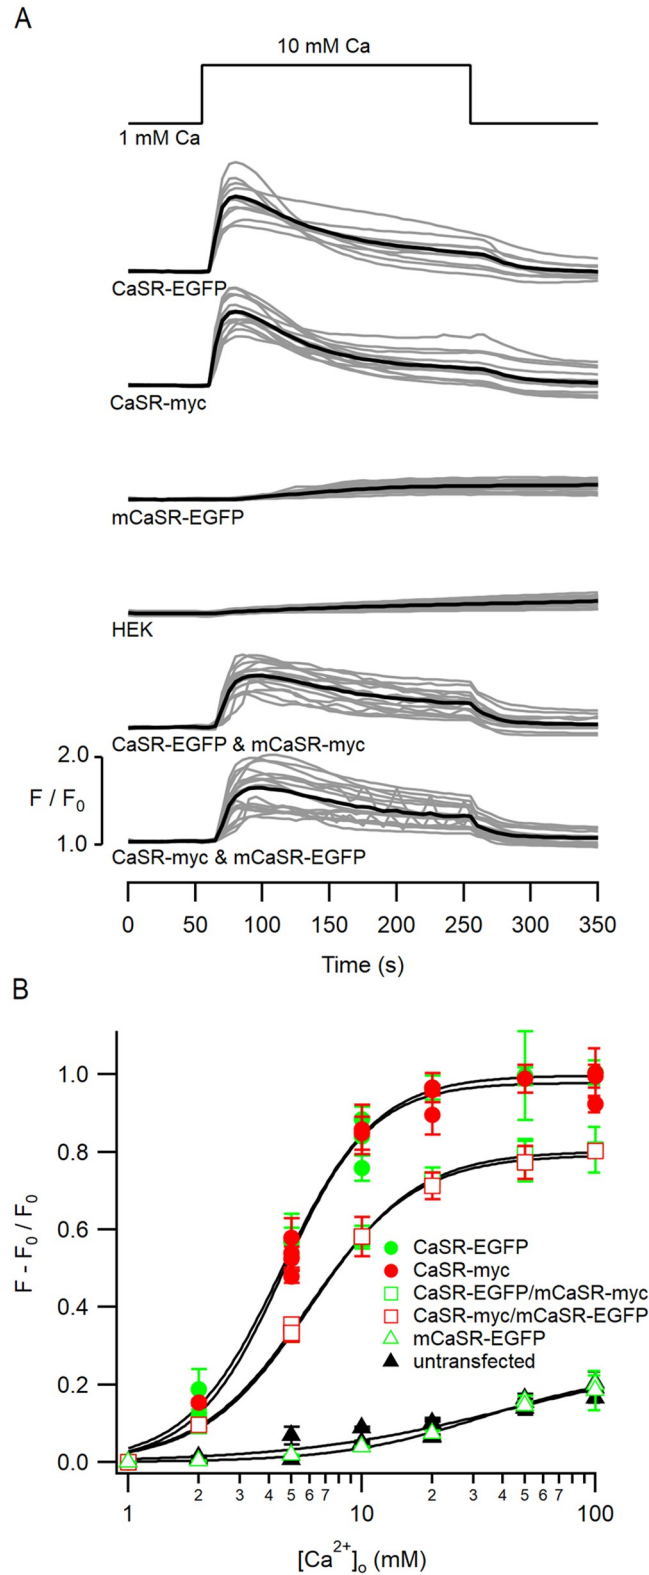 A
10 mM Ca
1 mM Ca
CaSR-EGFP
CaSR-myc
mCaSR-EGFP
HEK
CaSR-EGFP & mCaSR-myc
2.0
F / F0
1.0
CaSR-myc & mCaSR-EGFP
0 50 100 150 200 250 300 350
Time (s)
B
1.0
0.8
0.6
0.4
0.2
0.0
F - F0 / F0
CaSR-EGFP
CaSR-myc
CaSR-EGFP/mCaSR-myc
CaSR-myc/mCaSR-EGFP
mCaSR-EGFP
untransfected
1 2 3 4 5 6 7 10 2 3 4 5 6 7 100
[Ca2+]o (mM)